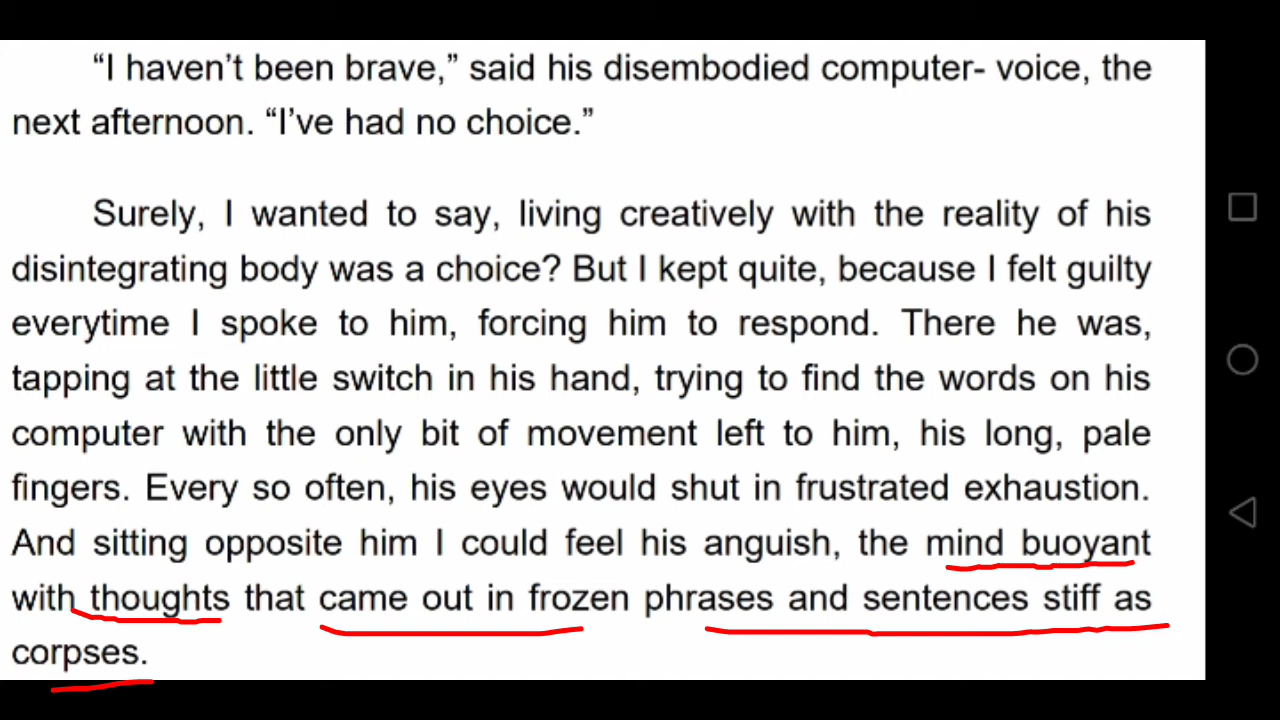 “I haven’t been brave,” said his disembodied computer- voice, the
next afternoon. “I’ve had no choice.”
Surely, I wanted to say, living creatively with the reality of his
disintegrating body was a choice? But I kept quite, because I felt guilty
everytime I spoke to him, forcing him to respond. There he was,
tapping at the little switch in his hand, trying to find the words on his
computer with the only bit of movement left to him, his long, pale
fingers. Every so often, his eyes would shut in frustrated exhaustion.
And sitting opposite him I could feel his anguish, the mind buoyant
with thoughts that came out in frozen phrases and sentences stiff as
corpses.